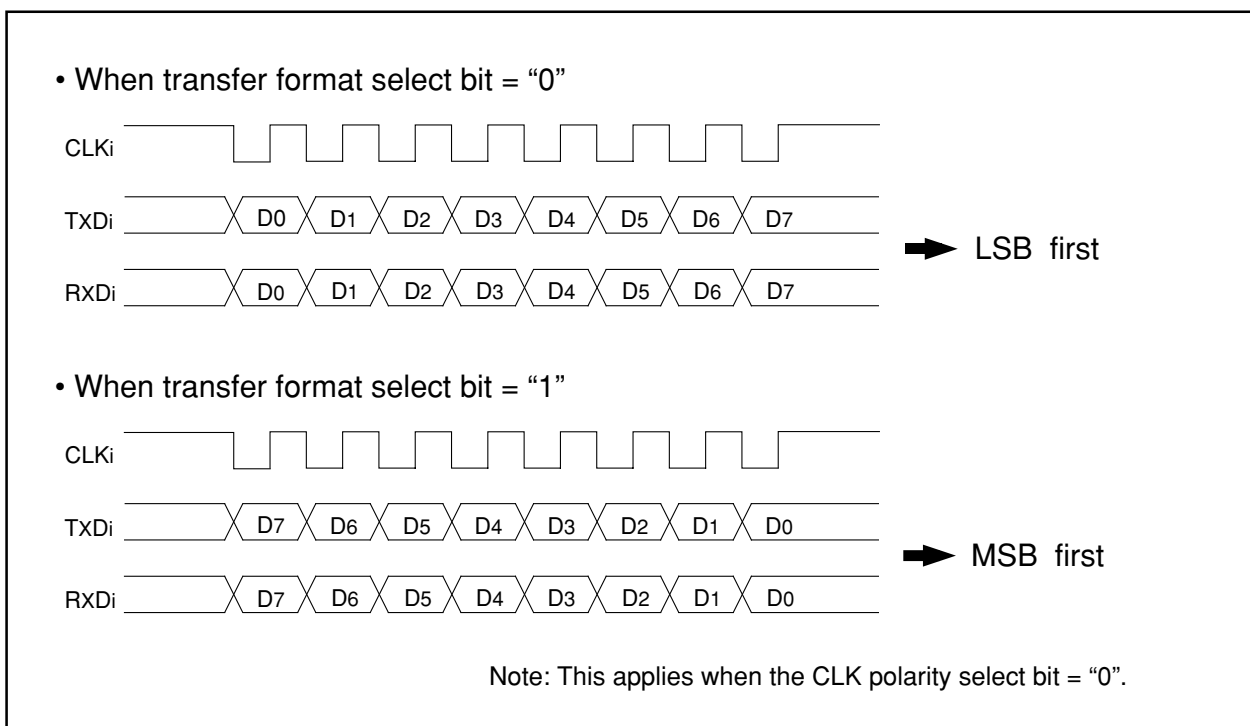 • When transfer format select bit = “0”
CLKi
TXDi D0 D1 D2 D3 D4 D5 D6 D7
RXDi D0 D1 D2 D3 D4 D5 D6 D7
LSB first
• When transfer format select bit = “1”
CLKi
TXDi D7 D6 D5 D4 D3 D2 D1 D0
RXDi D7 D6 D5 D4 D3 D2 D1 D0
MSB first
Note: This applies when the CLK polarity select bit = “0”.